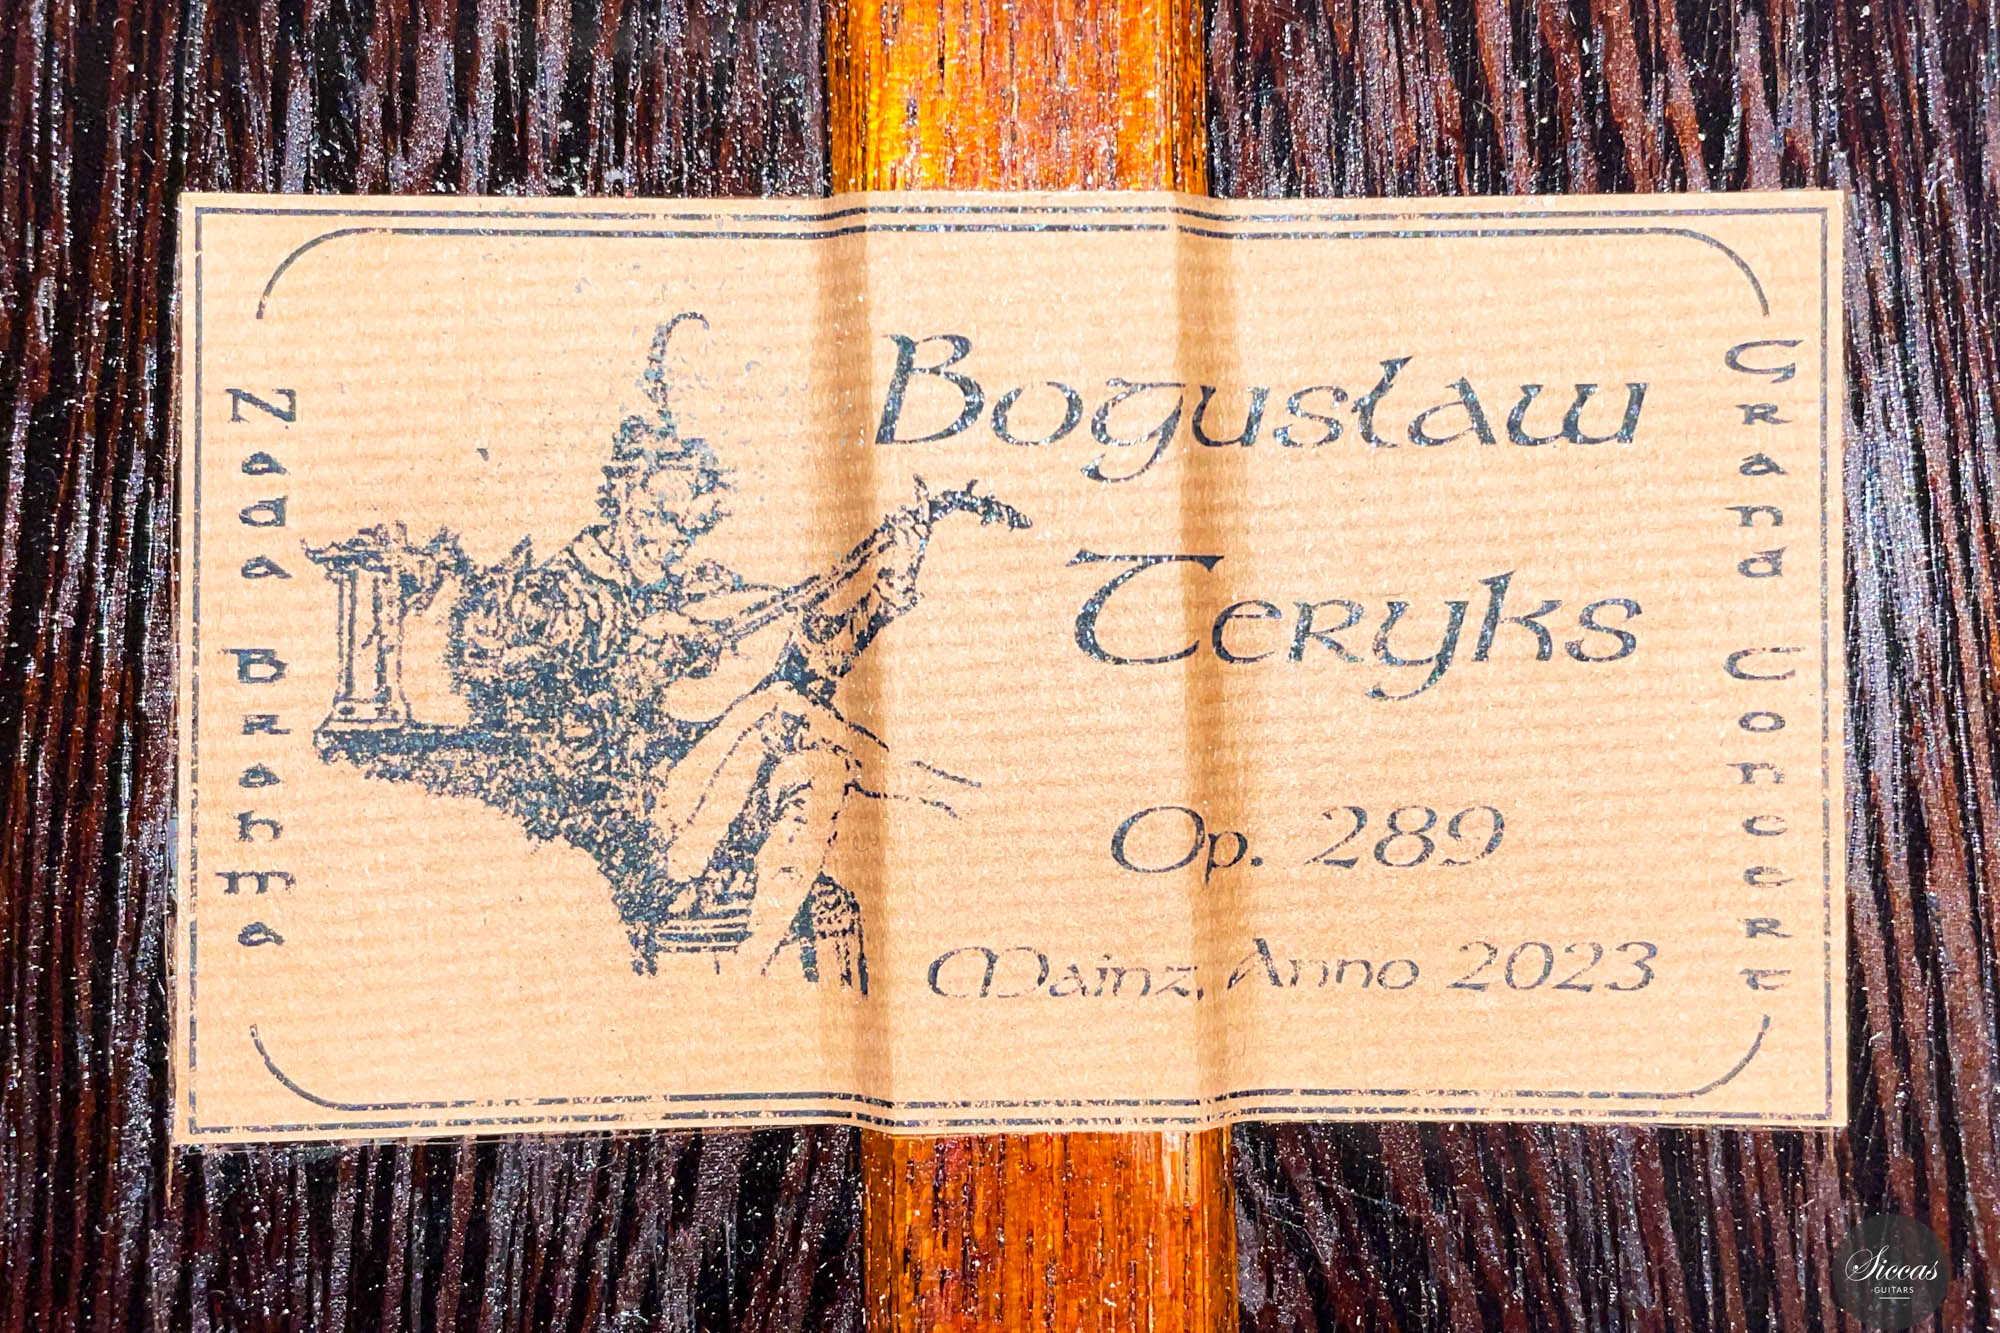 Nada Brahma
Bogusław
Teryks
Op. 289
Mainz, Anno 2023
Grand Concert
Siccas
GUITARS